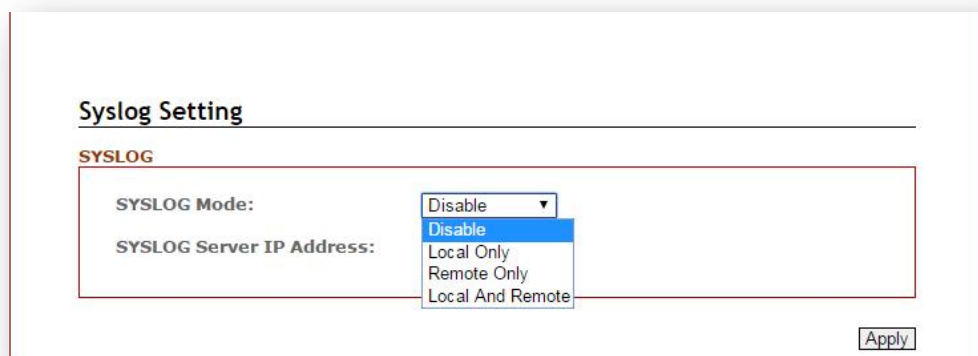 Syslog Setting
SYSLOG
SYSLOG Mode:
Disable
Disable
Local Only
Remote Only
Local And Remote
SYSLOG Server IP Address:
Apply